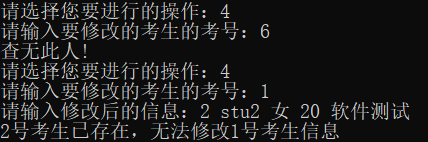 请选择您要进行的操作：4
请输入要修改的考生的考号：6
查无此人!
请选择您要进行的操作：4
请输入要修改的考生的考号：1
请输入修改后的信息：2 stu2 女 20 软件测试
2号考生已存在，无法修改1号考生信息